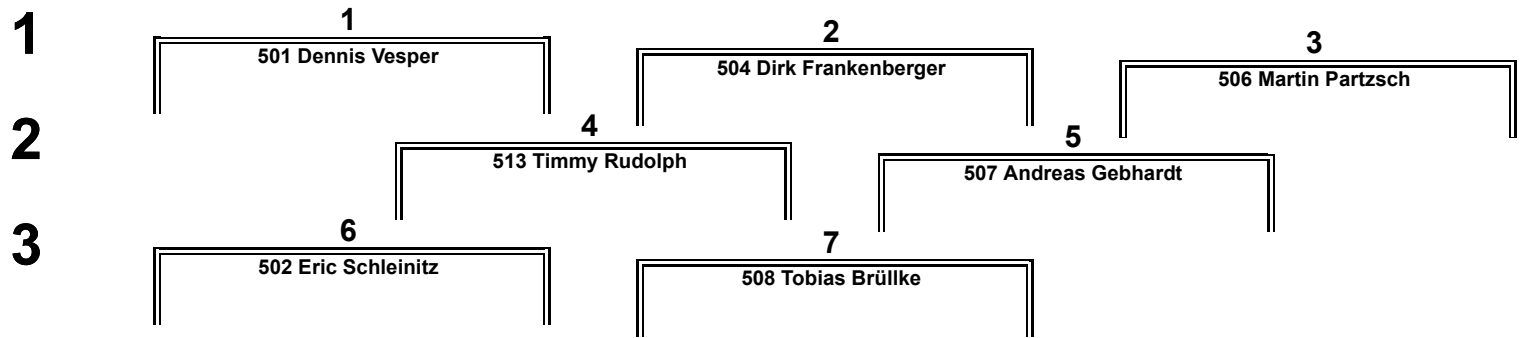 1
1
501 Dennis Vesper
2
504 Dirk Frankenberger
3
506 Martin Partzsch
2
4
513 Timmy Rudolph
5
507 Andreas Gebhardt
3
6
502 Eric Schleinitz
7
508 Tobias Brüllke